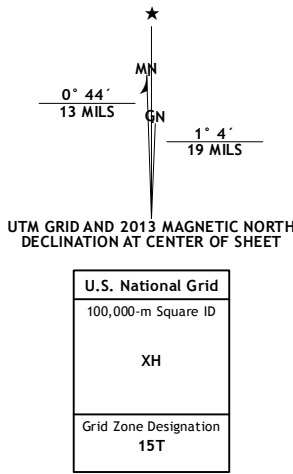 ★
MN
0° 44´
13 MILS
GN
1° 4´
19 MILS
UTM GRID AND 2013 MAGNETIC NORTH
DECLINATION AT CENTER OF SHEET
U.S. National Grid
100,000-m Square ID
XH
Grid Zone Designation
15T